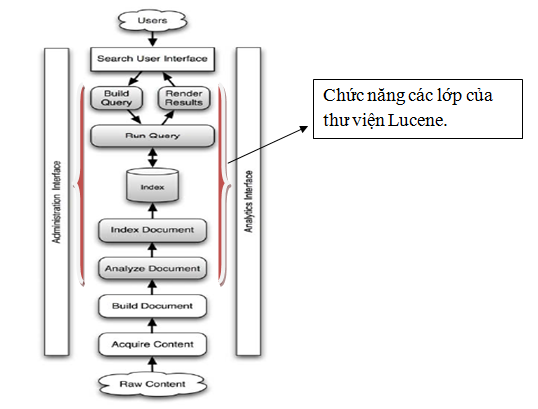 Users
Search User Interface
Build
Query
Render
Results
Run Query
Index
Index Document
Analyze Document
Build Document
Acquire Content
Raw Content
Administration Interface
Analytics Interface
Chức năng các lớp của
thư viện Lucene.